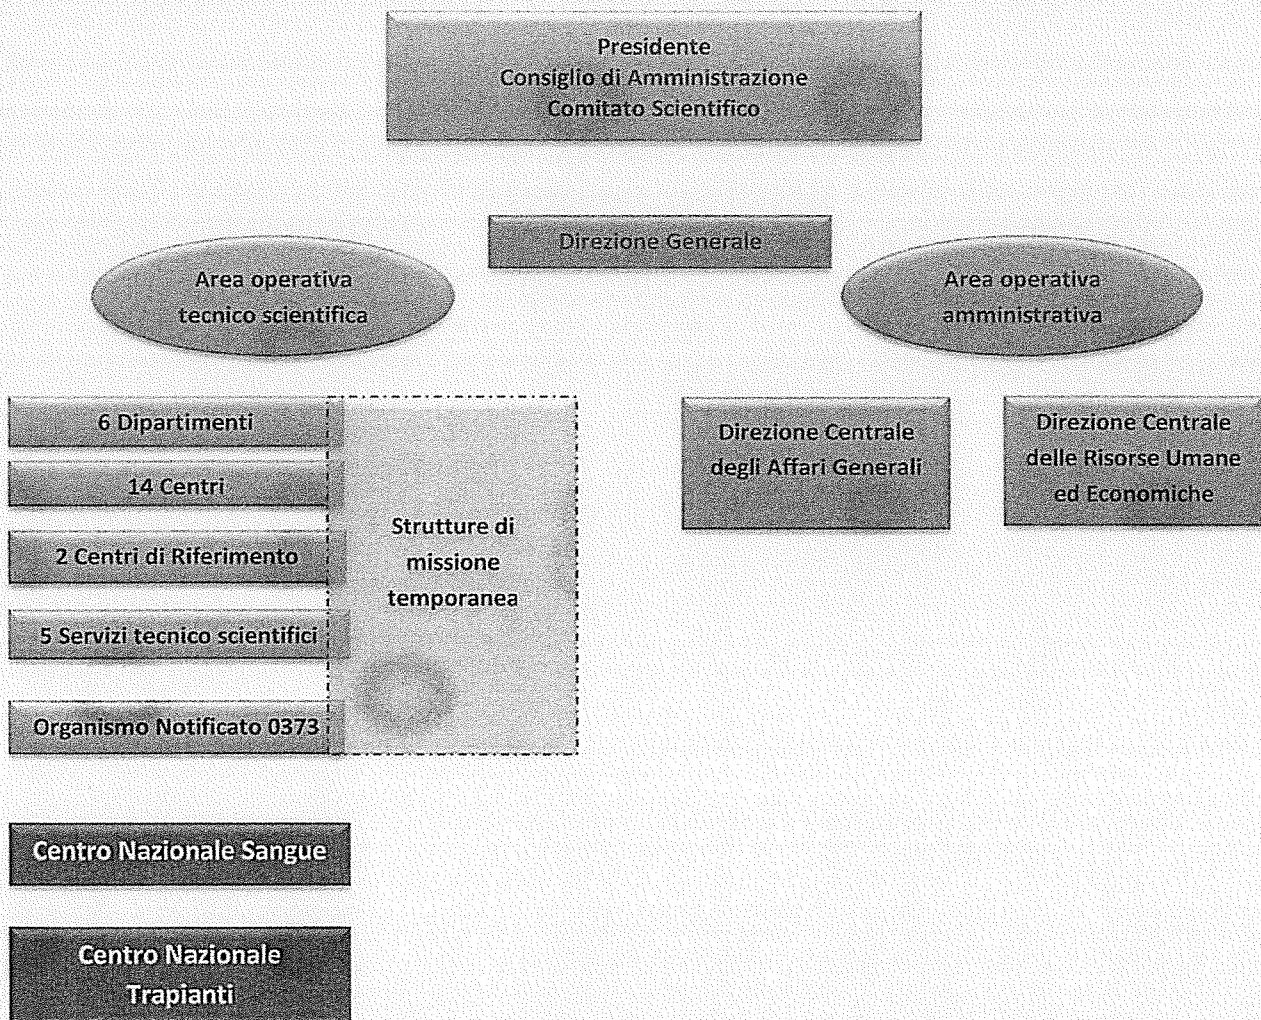 Presidente
Consiglio di Amministrazione
Comitato Scientifico
Direzione Generale
Area operativa
tecnico scientifica
Area operativa
amministrativa
6 Dipartimenti
14 Centri
2 Centri di Riferimento
5 Servizi tecnico scientifici
Organismo Notificato 0373
Strutture di
missione
temporanea
Direzione Centrale
degli Affari Generali
Direzione Centrale
delle Risorse Umane
ed Economiche
Centro Nazionale Sangue
Centro Nazionale
Trapianti